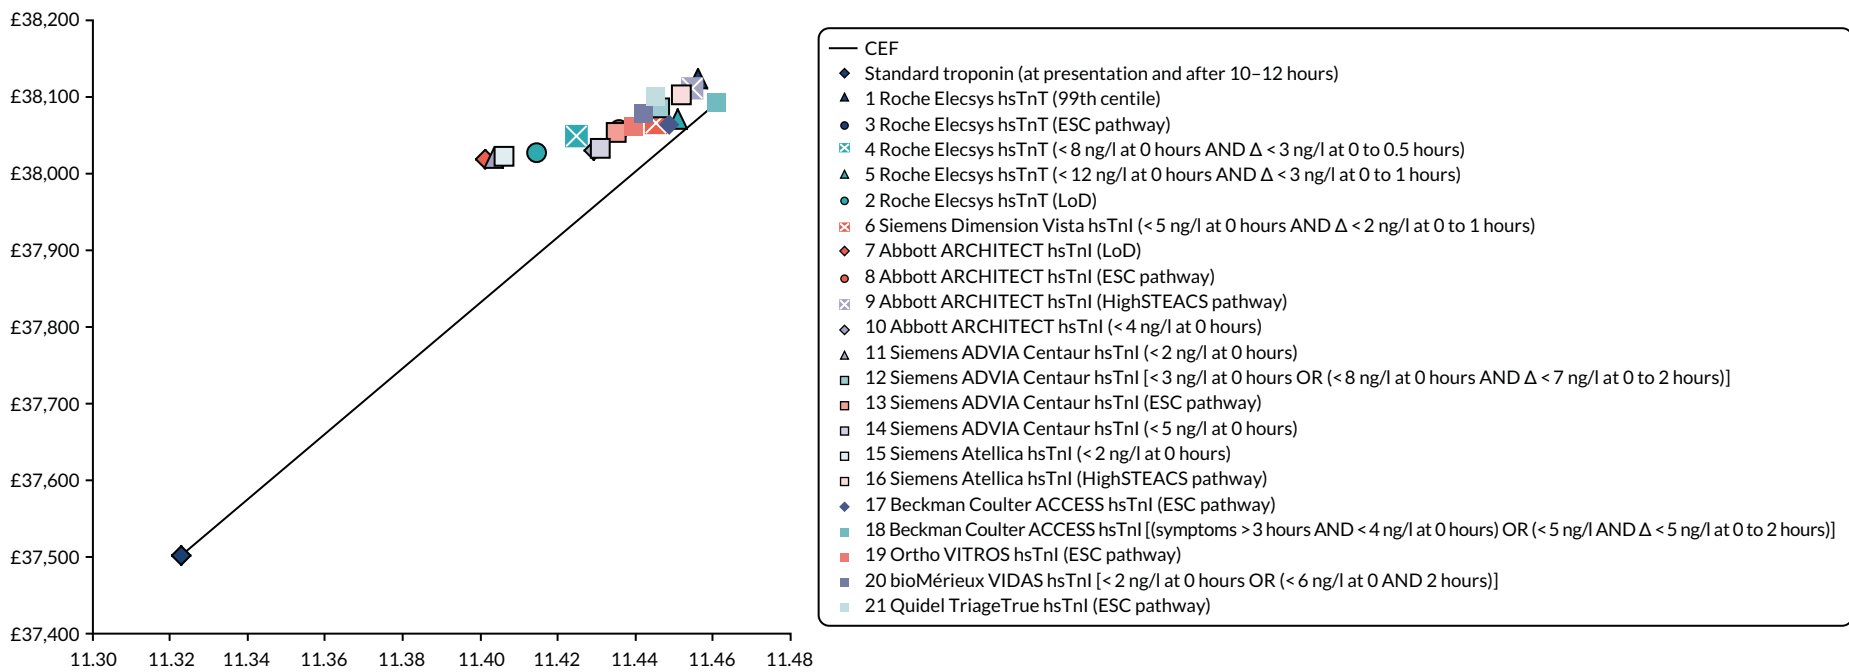 £38,200
£38,100
£38,000
£37,900
£37,800
£37,700
£37,600
£37,500
£37,400
11.30 11.32 11.34 11.36 11.38 11.40 11.42 11.44 11.46 11.48
CEF
Standard troponin (at presentation and after 10–12 hours)
1 Roche Elecsys hsTnT (99th centile)
3 Roche Elecsys hsTnT (ESC pathway)
4 Roche Elecsys hsTnT (< 8 ng/l at 0 hours AND Δ < 3 ng/l at 0 to 0.5 hours)
5 Roche Elecsys hsTnT (< 12 ng/l at 0 hours AND Δ < 3 ng/l at 0 to 1 hours)
2 Roche Elecsys hsTnT (LoD)
6 Siemens Dimension Vista hsTnI (< 5 ng/l at 0 hours AND Δ < 2 ng/l at 0 to 1 hours)
7 Abbott ARCHITECT hsTnI (LoD)
8 Abbott ARCHITECT hsTnI (ESC pathway)
9 Abbott ARCHITECT hsTnI (HighSTEACS pathway)
10 Abbott ARCHITECT hsTnI (< 4 ng/l at 0 hours)
11 Siemens ADVIA Centaur hsTnI (< 2 ng/l at 0 hours)
12 Siemens ADVIA Centaur hsTnI [< 3 ng/l at 0 hours OR (< 8 ng/l at 0 hours AND Δ < 7 ng/l at 0 to 2 hours)]
13 Siemens ADVIA Centaur hsTnI (ESC pathway)
14 Siemens ADVIA Centaur hsTnI (< 5 ng/l at 0 hours)
15 Siemens Atellica hsTnI (< 2 ng/l at 0 hours)
16 Siemens Atellica hsTnI (HighSTEACS pathway)
17 Beckman Coulter ACCESS hsTnI (ESC pathway)
18 Beckman Coulter ACCESS hsTnI [(symptoms > 3 hours AND < 4 ng/l at 0 hours) OR (< 5 ng/l AND Δ < 5 ng/l at 0 to 2 hours)]
19 Ortho VITROS hsTnI (ESC pathway)
20 bioMérieux VIDAS hsTnI [< 2 ng/l at 0 hours OR (< 6 ng/l at 0 AND 2 hours)]
21 Quidel TriageTrue hsTnI (ESC pathway)